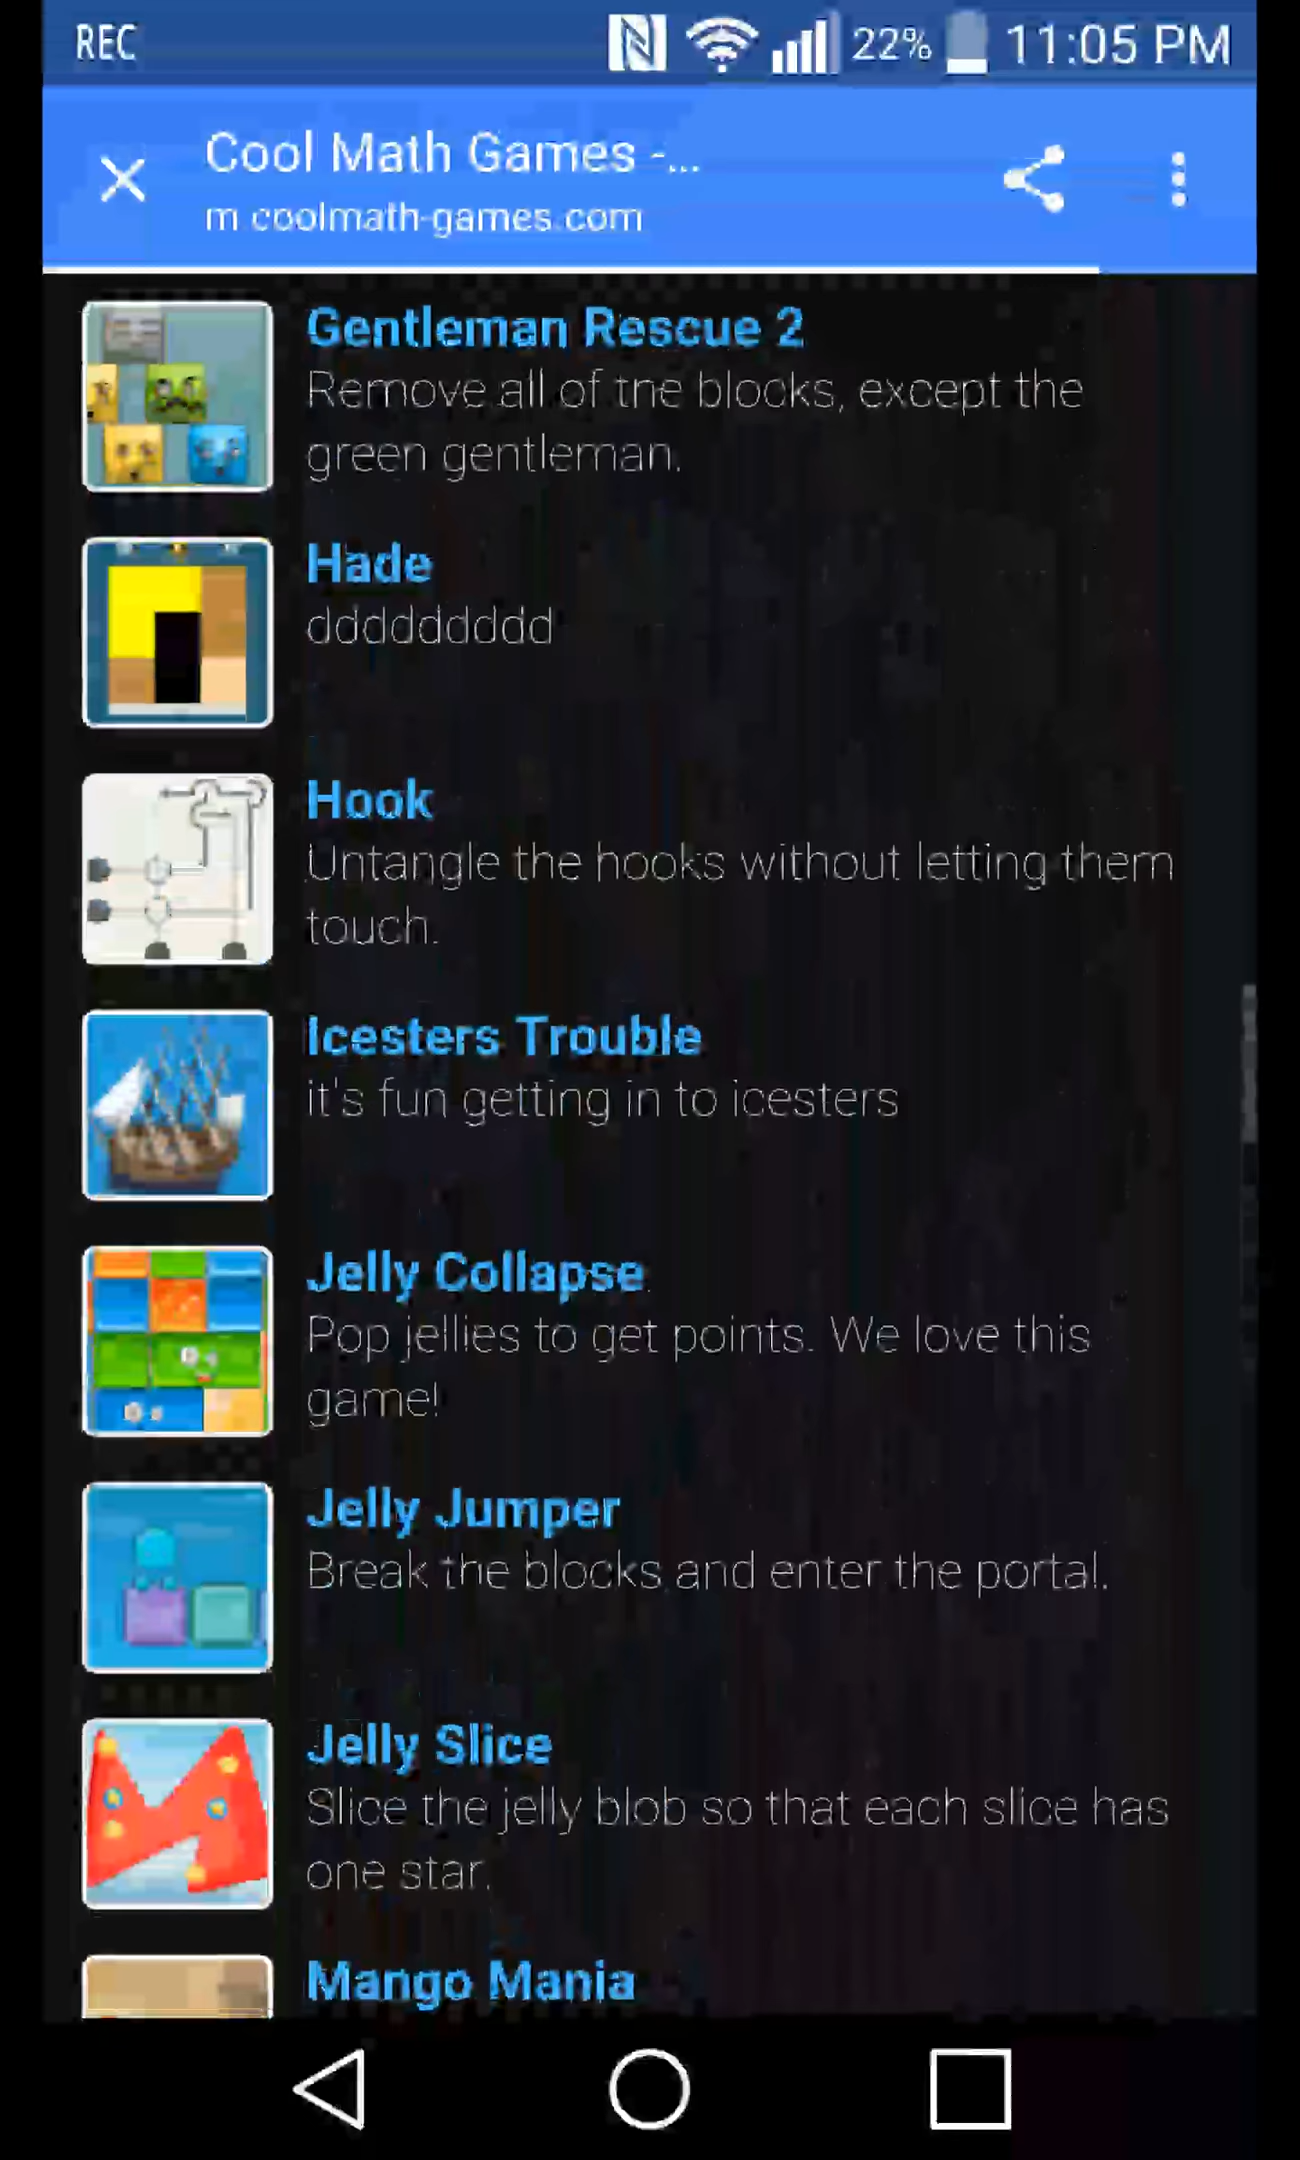 REC 22% 11:05 PM
Cool Math Games -...
m.coolmath-games.com
Gentleman Rescue 2
Remove all of the blocks, except the
green gentleman.
Hade
ddddddddd
Hook
Untangle the hooks without letting them
touch.
Icesters Trouble
it's fun getting in to icesters
Jelly Collapse
Pop jellies to get points. We love this
game!
Jelly Jumper
Break the blocks and enter the portal.
Jelly Slice
Slice the jelly blob so that each slice has
one star.
Mango Mania